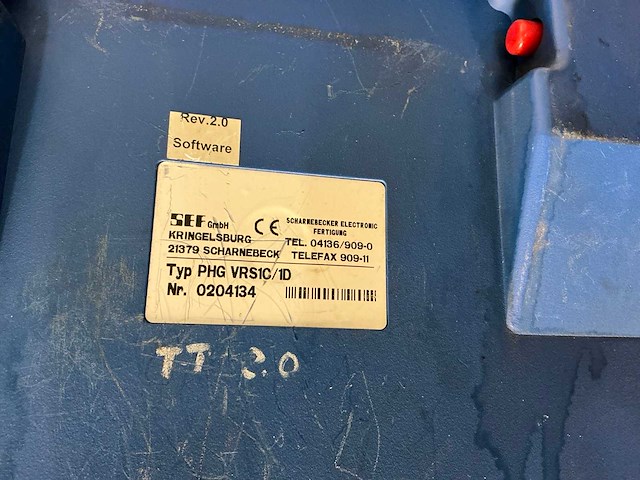 Rev.2.0
Software
SEF GmbH
KRINGELSBURG
21379 SCHARNEBECK
CE
SCHARNEBECKER ELECTRONIC
FERTIGUNG
TEL. 04136/909-0
TELEFAX 909-11
Typ PHG VRS1C/1D
Nr. 0204134
TT 2.0